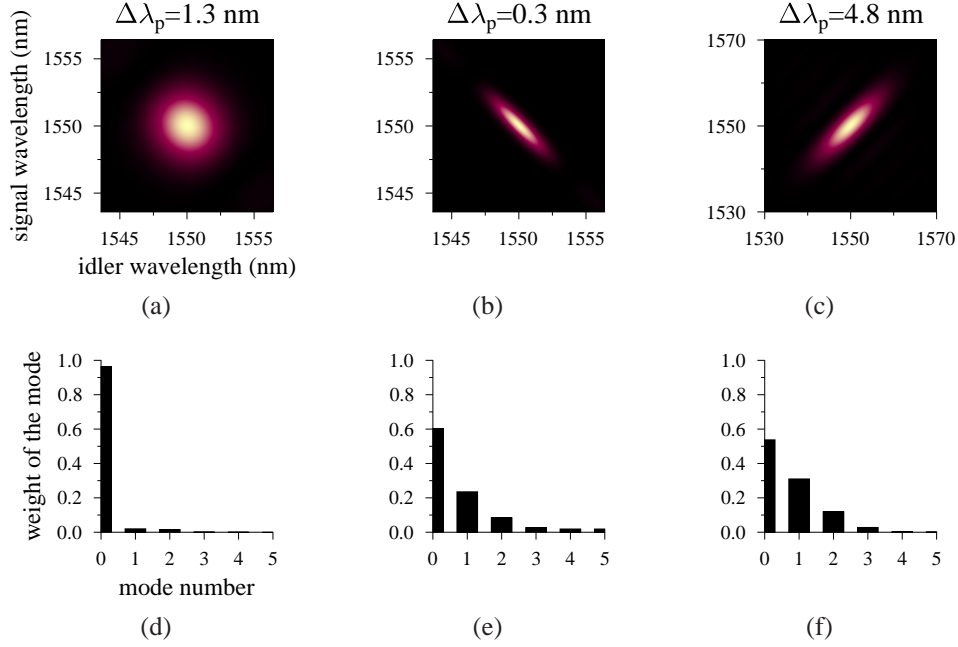 Δλp=1.3 nm
Δλp=0.3 nm
Δλp=4.8 nm
signal wavelength (nm)
1555
1550
1545
1545 1550 1555
idler wavelength (nm)
1555
1550
1545
1545 1550 1555
1570
1550
1530
1530 1550 1570
(a)
(b)
(c)
weight of the mode
1.0
0.8
0.6
0.4
0.2
0.0
0 1 2 3 4 5
mode number
1.0
0.8
0.6
0.4
0.2
0.0
0 1 2 3 4 5
1.0
0.8
0.6
0.4
0.2
0.0
0 1 2 3 4 5
(d)
(e)
(f)